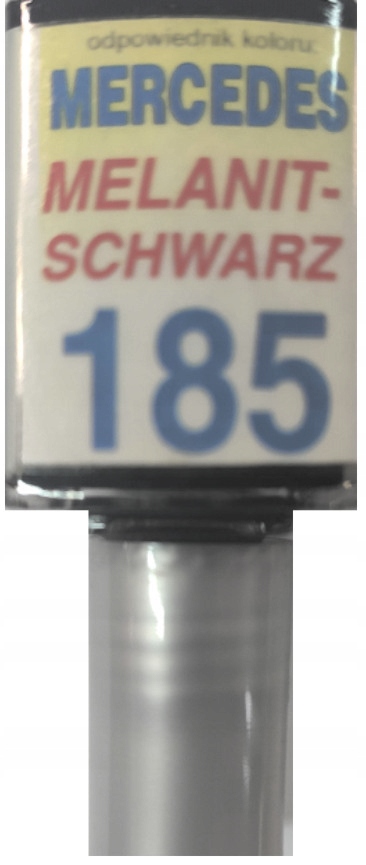 odpowiednik koloru:
MERCEDES
MELANIT-
SCHWARZ
185